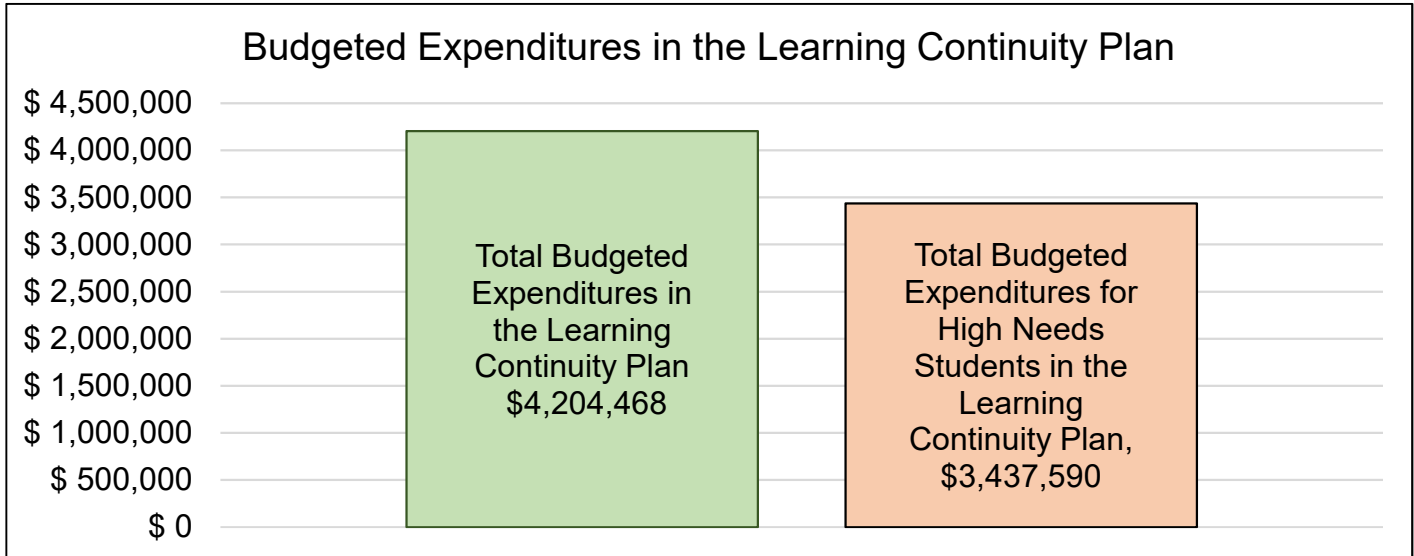 Budgeted Expenditures in the Learning Continuity Plan
$ 4,500,000
$ 4,000,000
$ 3,500,000
$ 3,000,000
$ 2,500,000
$ 2,000,000
$ 1,500,000
$ 1,000,000
$ 500,000
$ 0
Total Budgeted
Expenditures in
the Learning
Continuity Plan
$4,204,468
Total Budgeted
Expenditures for
High Needs
Students in the
Learning
Continuity Plan,
$3,437,590